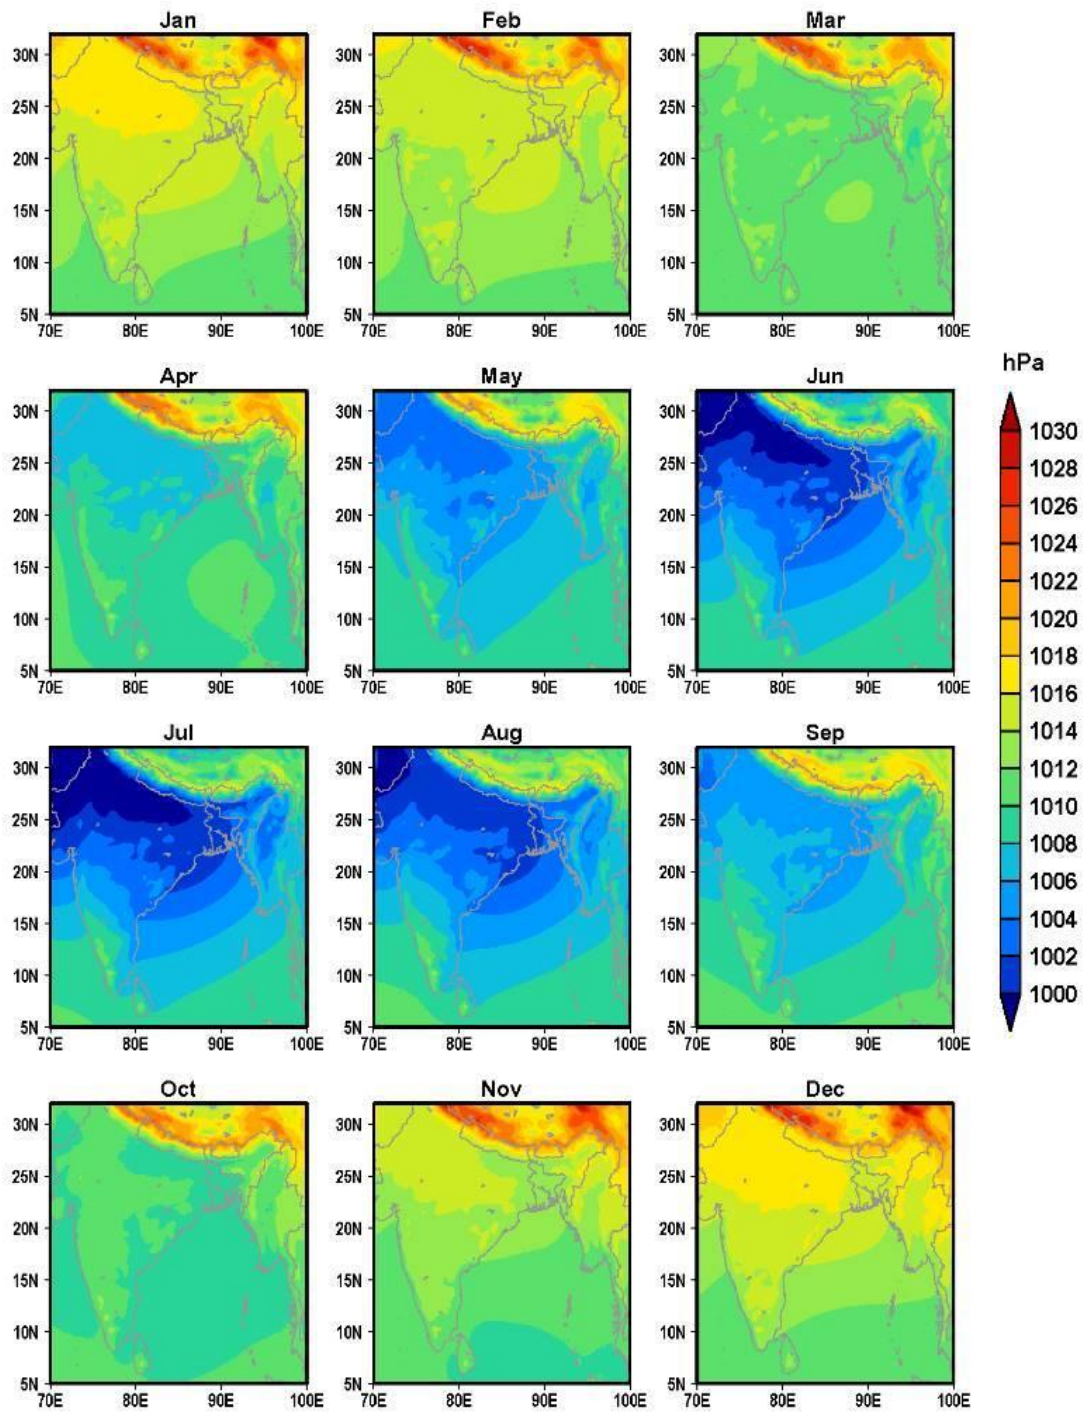 Jan Feb Mar
30N 30N 30N
25N 25N 25N
20N 20N 20N
15N 15N 15N
10N 10N 10N
5N 5N 5N
70E 80E 90E 100E 70E 80E 90E 100E 70E 80E 90E 100E
hPa
Apr May Jun
30N 30N 30N
1030
25N 25N 25N
1028
20N 20N 20N
1026
15N 15N 15N
1024
10N 10N 10N
1022
5N 5N 5N
70E 80E 90E 100E 70E 80E 90E 100E 70E 80E 90E 100E
1020
1018
1016
Jul Aug Sep
1014
30N 30N 30N
1012
25N 25N 25N
1010
1008
20N 20N 20N
1006
15N 15N 15N
1004
10N 10N 10N
1002
1000
5N 5N 5N
70E 80E 90E 100E 70E 80E 90E 100E 70E 80E 90E 100E
Oct Nov Dec
30N 30N 30N
25N 25N 25N
20N 20N 20N
15N 15N 15N
10N 10N 10N
5N 5N 5N
70E 80E 90E 100E 70E 80E 90E 100E 70E 80E 90E 100E